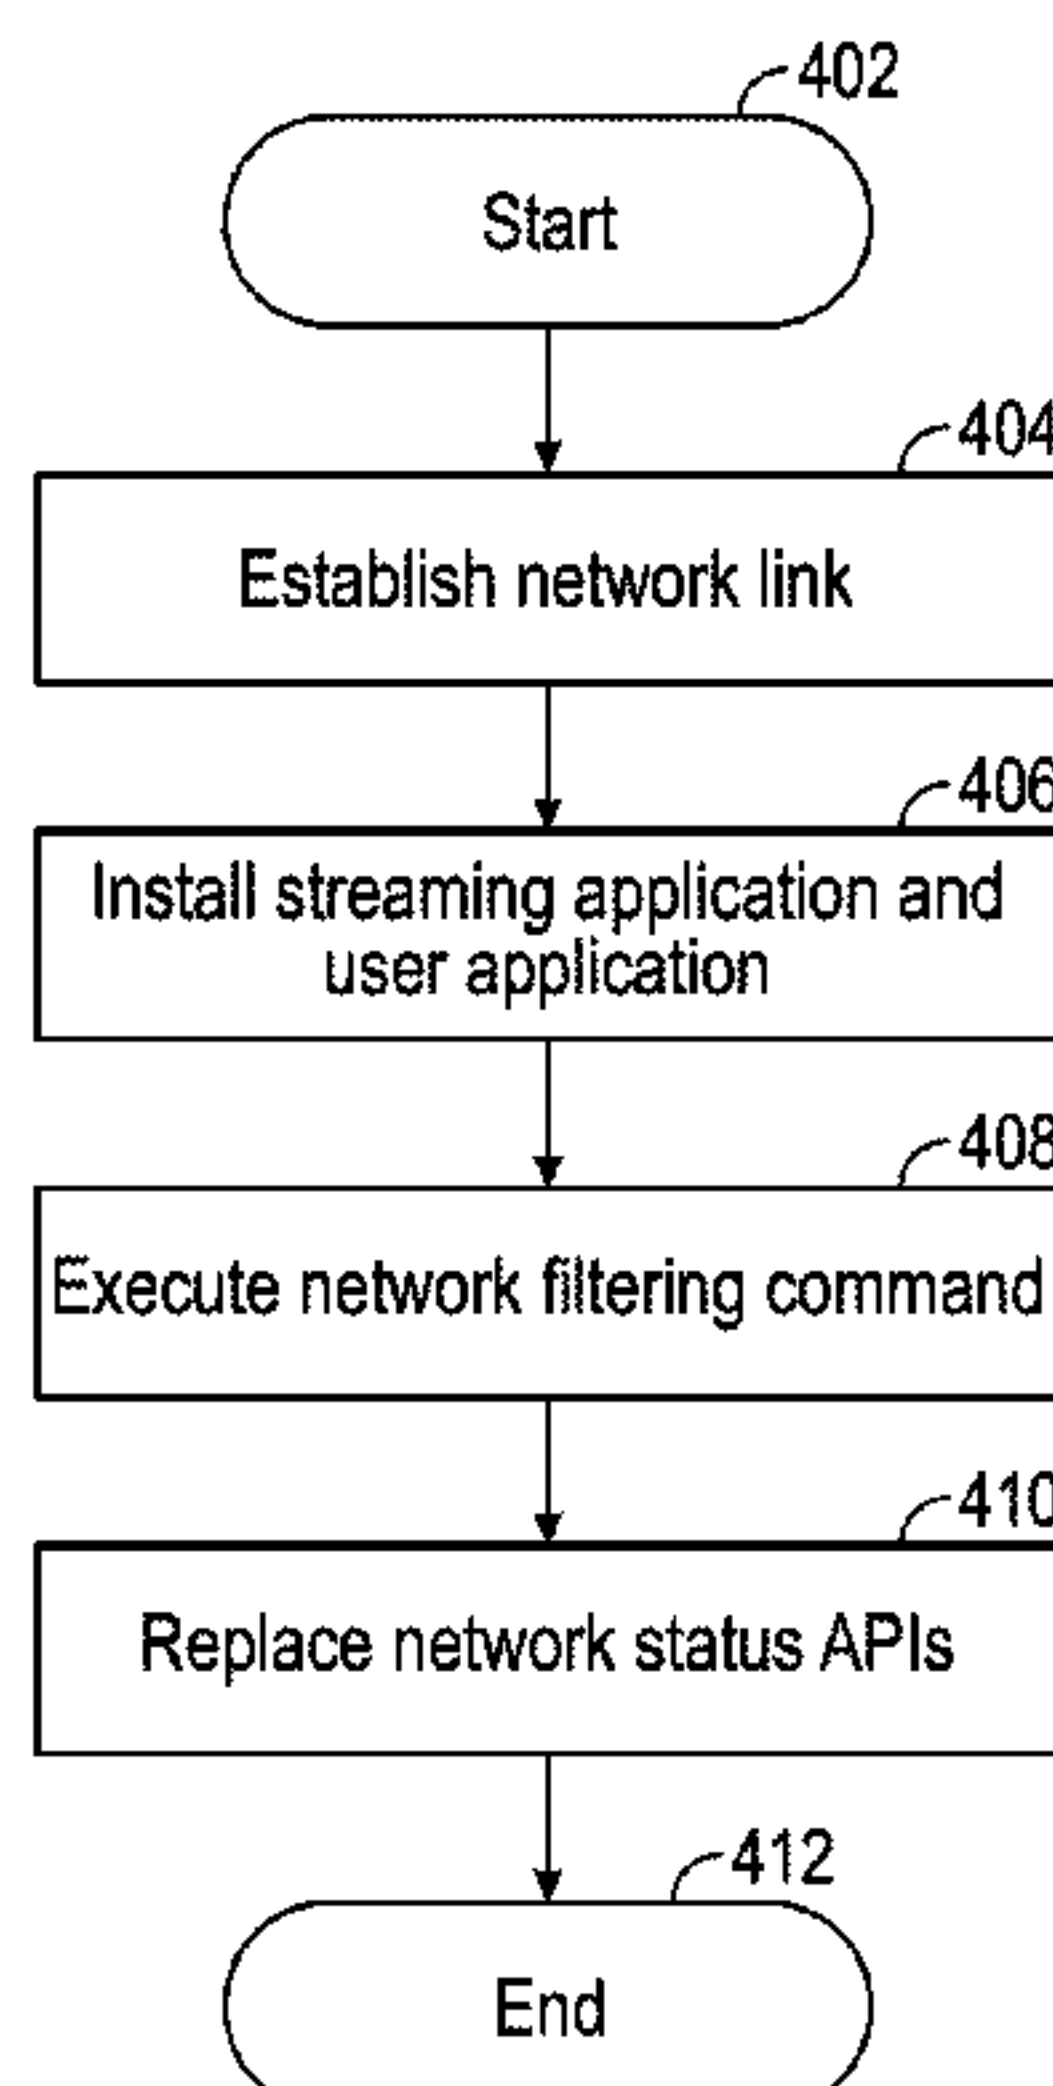 402
Start
404
Establish network link
406
Install streaming application and
user application
408
Execute network filtering command
410
Replace network status APIs
412
End